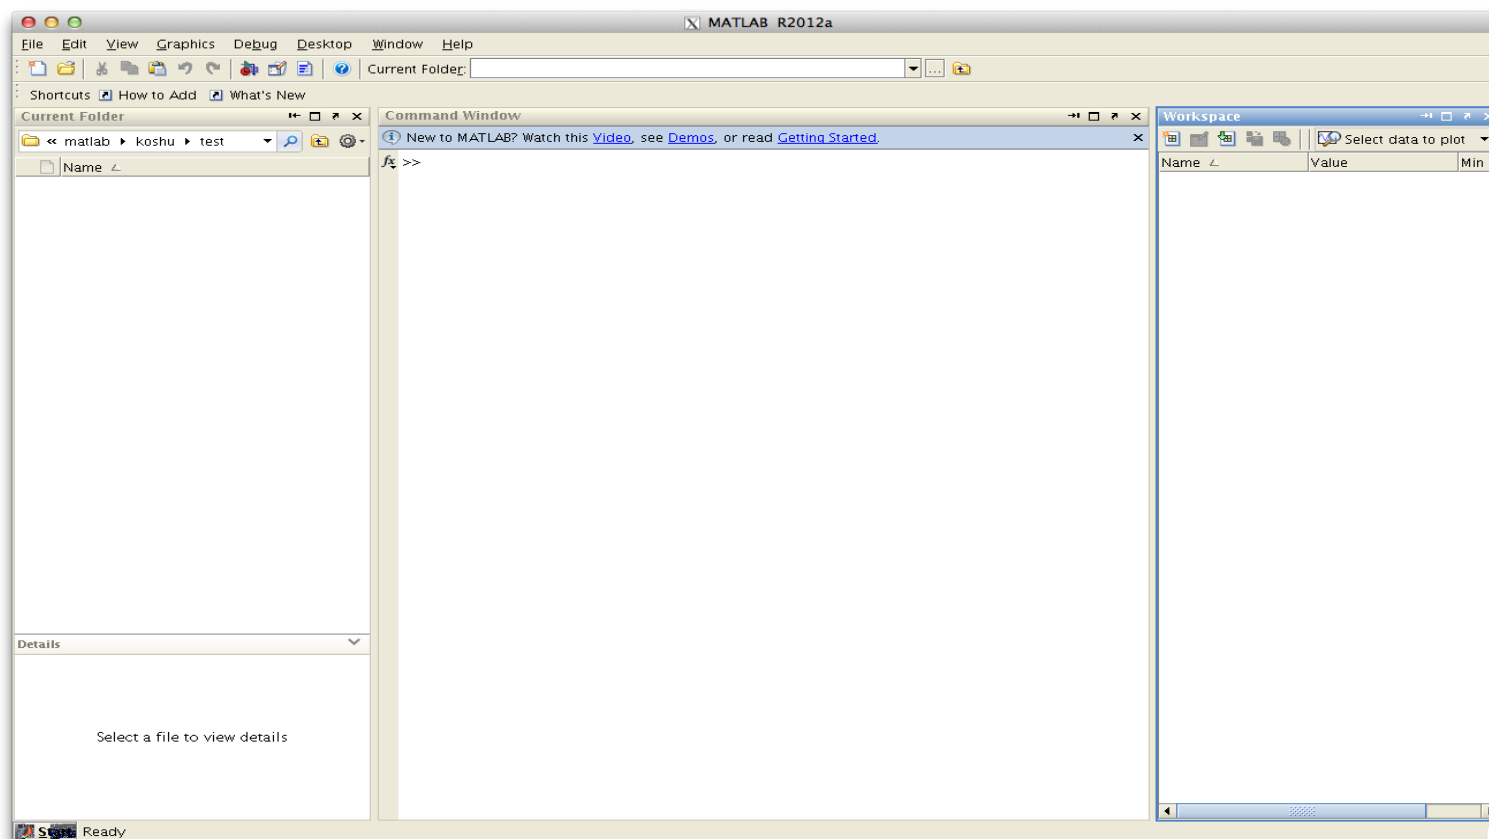 MATLAB R2012a
File Edit View Graphics Debug Desktop Window Help
Current Folder:
Shortcuts How to Add What's New
Current Folder
« matlab koshu test
Name
Details
Select a file to view details
Command Window
New to MATLAB? Watch this Video, see Demos, or read Getting Started.
fx >>
Workspace
Select data to plot
Name Value Min
Start Ready